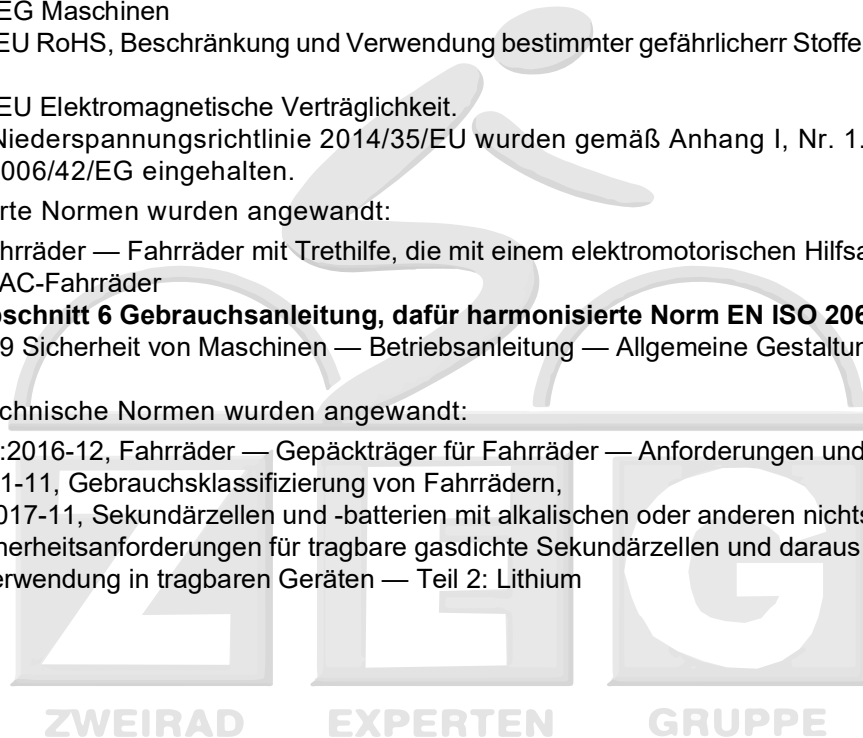 EG Maschinen
EU RoHS, Beschränkung und Verwendung bestimmter gefährlicherr Stoffe
EU Elektromagnetische Verträglichkeit.
Niederspannungsrichtlinie 2014/35/EU wurden gemäß Anhang I, Nr. 1.
006/42/EG eingehalten.
rte Normen wurden angewandt:
hrräder — Fahrräder mit Trethilfe, die mit einem elektromotorischen Hilfsa
AC-Fahrräder
schnitt 6 Gebrauchsanleitung, dafür harmonisierte Norm EN ISO 206
9 Sicherheit von Maschinen — Betriebsanleitung — Allgemeine Gestaltun
chnische Normen wurden angewandt:
:2016-12, Fahrräder — Gepäckträger für Fahrräder — Anforderungen und
1-11, Gebrauchsklassifizierung von Fahrrädern,
017-11, Sekundärzellen und -batterien mit alkalischen oder anderen nichts
herheitsanforderungen für tragbare gasdichte Sekundärzellen und daraus
erwendung in tragbaren Geräten — Teil 2: Lithium
ZEG
ZWEIRAD EXPERTEN GRUPPE